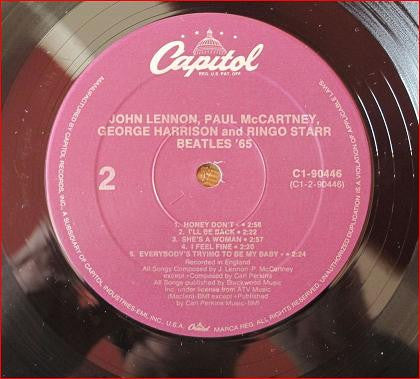 Capitol
REG. U.S. PAT. OFF.
JOHN LENNON, PAUL McCARTNEY,
GEORGE HARRISON and RINGO STARR
BEATLES '65
2
C1-90446
(C1-2-90446)
1. HONEY DON'T - • 2:56
2. I'LL BE BACK • 2:22
3. SHE'S A WOMAN • 2:57
4. I FEEL FINE • 2:20
5. EVERYBODY'S TRYING TO BE MY BABY - • 2:24
Recorded in England
All Songs Composed by J. Lennon-P. McCartney
except +Composed by Carl Perkins
All Songs published by Blackwood Music
Inc. under license from ATV Music
(Maclen)-BMI except +Published
by Carl Perkins Music-BMI
MANUFACTURED BY CAPITOL RECORDS, INC., A SUBSIDIARY OF CAPITOL INDUSTRIES-EMI, INC., U.S.A.
Capitol
MARCA REG. ALL RIGHTS RESERVED. UNAUTHORIZED DUPLICATION IS A VIOLATION OF APPLICABLE LAWS.